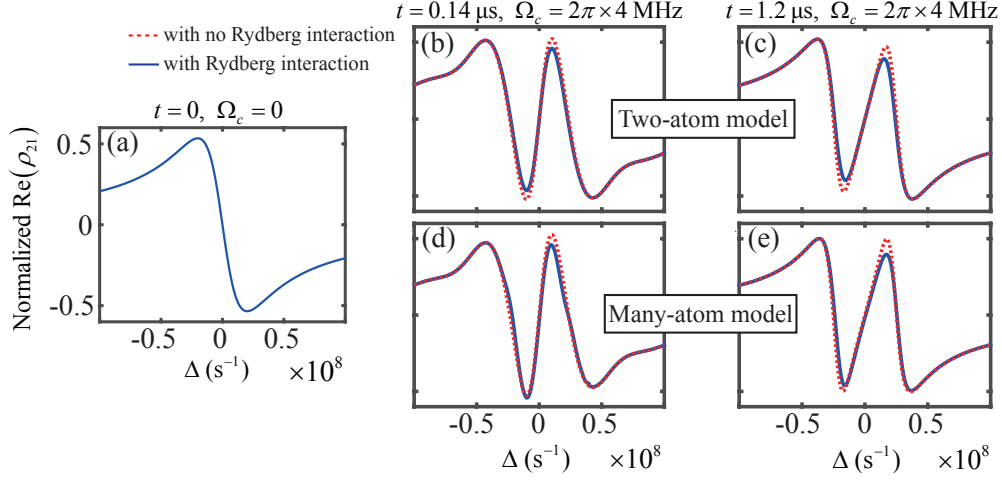 with no Rydberg interaction
with Rydberg interaction
t = 0, Ω_c = 0
(a)
Normalized Re(ρ₂₁)
0.5
0
-0.5
-0.5 0 0.5
Δ (s⁻¹) ×10⁸
t = 0.14 μs, Ω_c = 2π × 4 MHz
t = 1.2 μs, Ω_c = 2π × 4 MHz
(b)
(c)
Two-atom model
(d)
(e)
Many-atom model
-0.5 0 0.5
Δ (s⁻¹) ×10⁸
-0.5 0 0.5
Δ (s⁻¹) ×10⁸